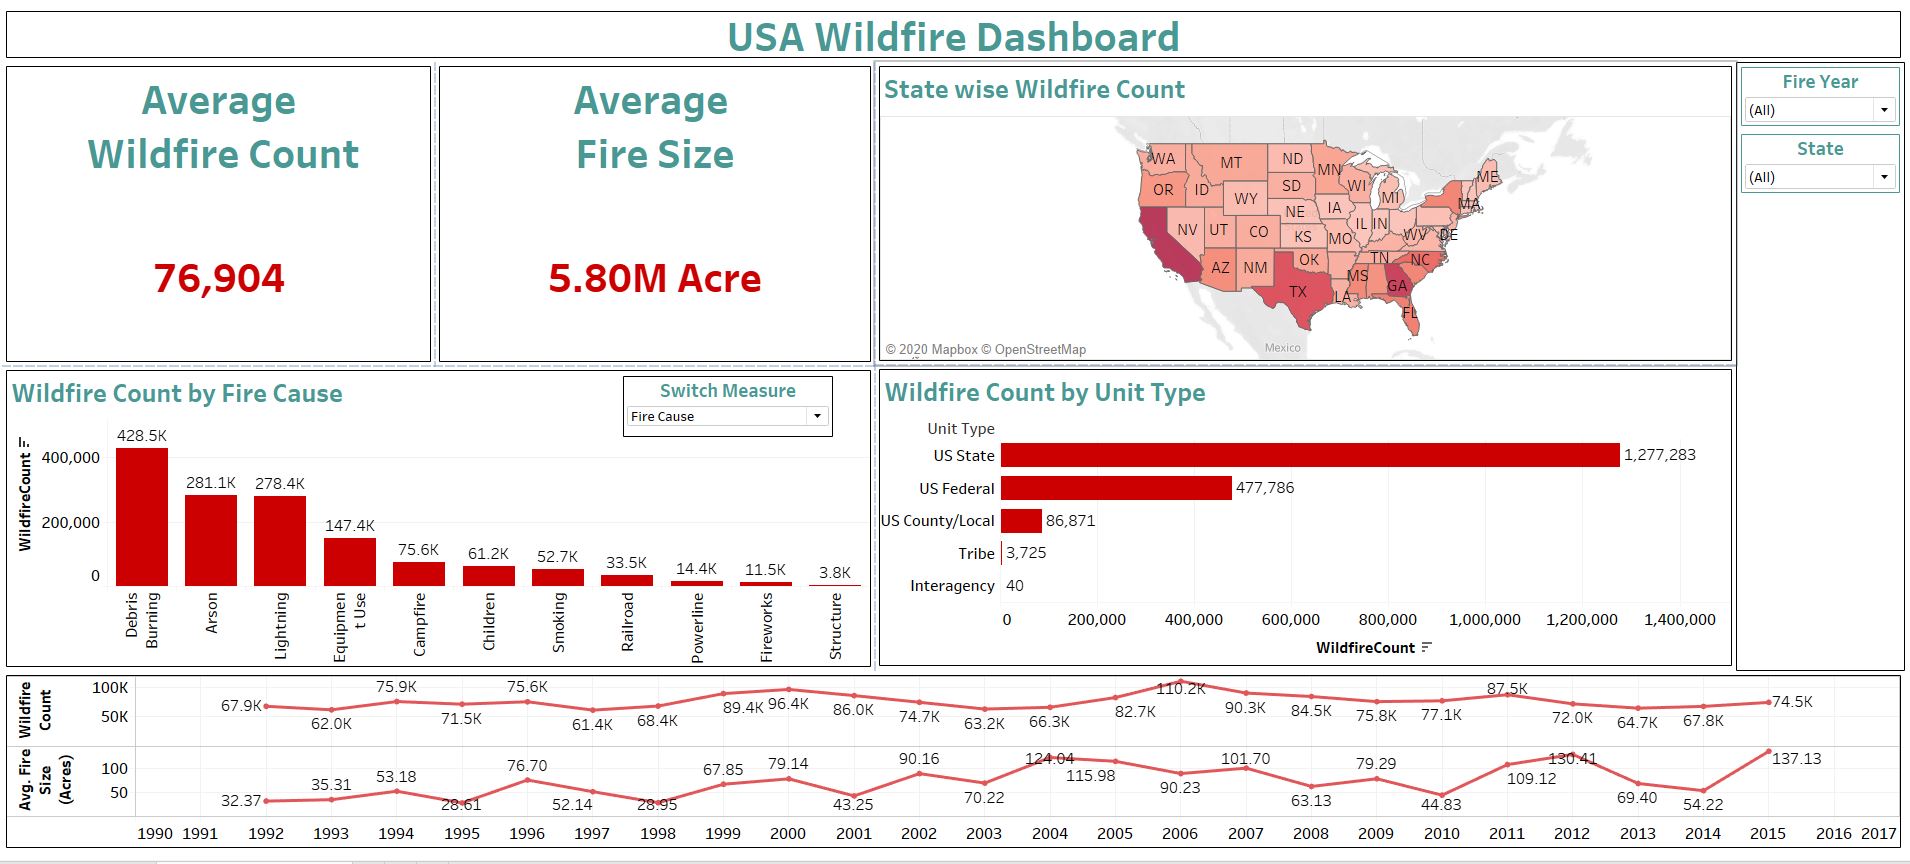 USA Wildfire Dashboard
Average
Wildfire Count
76,904
Average
Fire Size
5.80M Acre
State wise Wildfire Count
WA
MT
ND
MN
ME
OR
ID
SD
WI
MI
MA
WY
NE
IA
NV
UT
CO
KS
IL
IN
MO
WV
DE
AZ
NM
OK
TN
NC
MS
TX
LA
GA
FL
© 2020 Mapbox © OpenStreetMap
Mexico
Fire Year
(All)
State
(All)
Wildfire Count by Fire Cause
Switch Measure
Fire Cause
WildfireCount
400,000
200,000
0
428.5K
281.1K
278.4K
147.4K
75.6K
61.2K
52.7K
33.5K
14.4K
11.5K
3.8K
Debris
Burning
Arson
Lightning
Equipmen
t Use
Campfire
Children
Smoking
Railroad
Powerline
Fireworks
Structure
Wildfire Count by Unit Type
Unit Type
US State 1,277,283
US Federal 477,786
US County/Local 86,871
Tribe 3,725
Interagency 40
0 200,000 400,000 600,000 800,000 1,000,000 1,200,000 1,400,000
WildfireCount
Wildfire
Count
100K
50K
67.9K
62.0K
75.9K
71.5K
75.6K
61.4K
68.4K
89.4K
96.4K
86.0K
74.7K
63.2K
66.3K
82.7K
110.2K
90.3K
84.5K
75.8K
77.1K
87.5K
72.0K
64.7K
67.8K
74.5K
Avg. Fire
Size
(Acres)
100
50
32.37
35.31
53.18
28.61
76.70
52.14
28.95
67.85
79.14
43.25
90.16
70.22
124.04
115.98
90.23
101.70
63.13
79.29
44.83
109.12
130.41
69.40
54.22
137.13
1990 1991 1992 1993 1994 1995 1996 1997 1998 1999 2000 2001 2002 2003 2004 2005 2006 2007 2008 2009 2010 2011 2012 2013 2014 2015 2016 2017